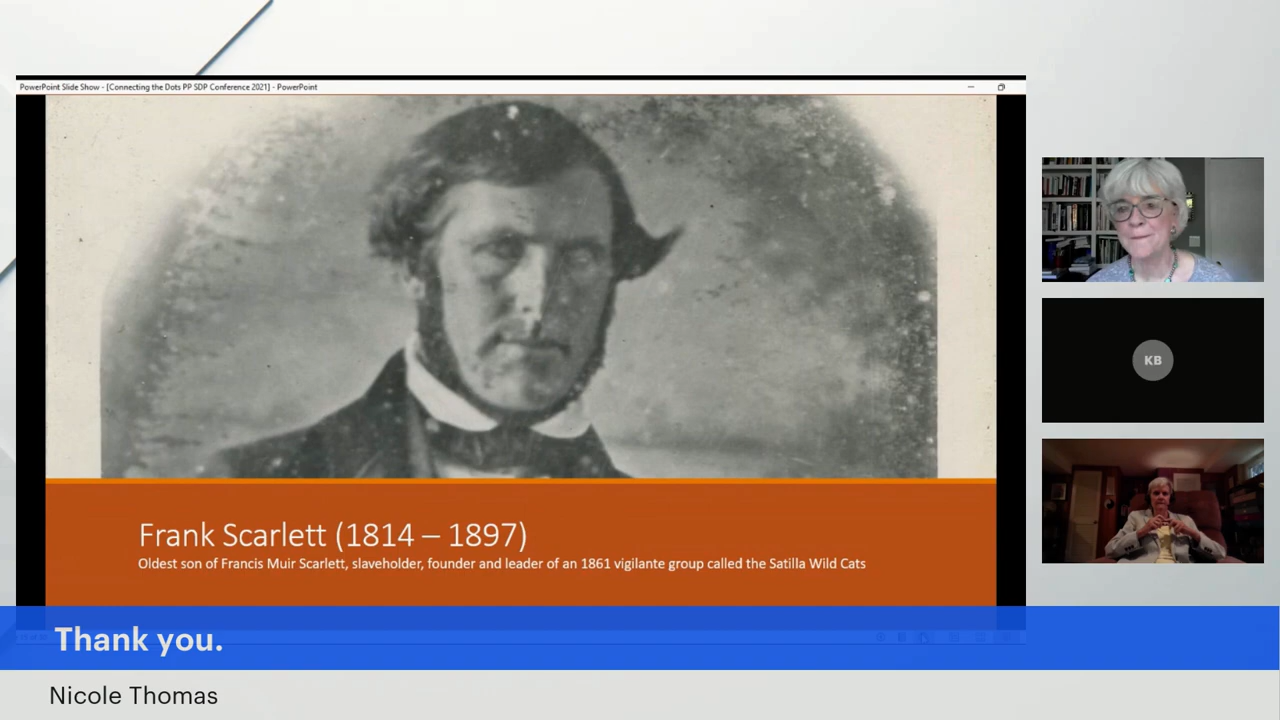 PowerPoint Slide Show - [Connecting the Dots PP SDP Conference 2021] - PowerPoint
KB
Frank Scarlett (1814 – 1897)
Oldest son of Francis Muir Scarlett, slaveholder, founder and leader of an 1861 vigilante group called the Satilla Wild Cats
Thank you.
Nicole Thomas